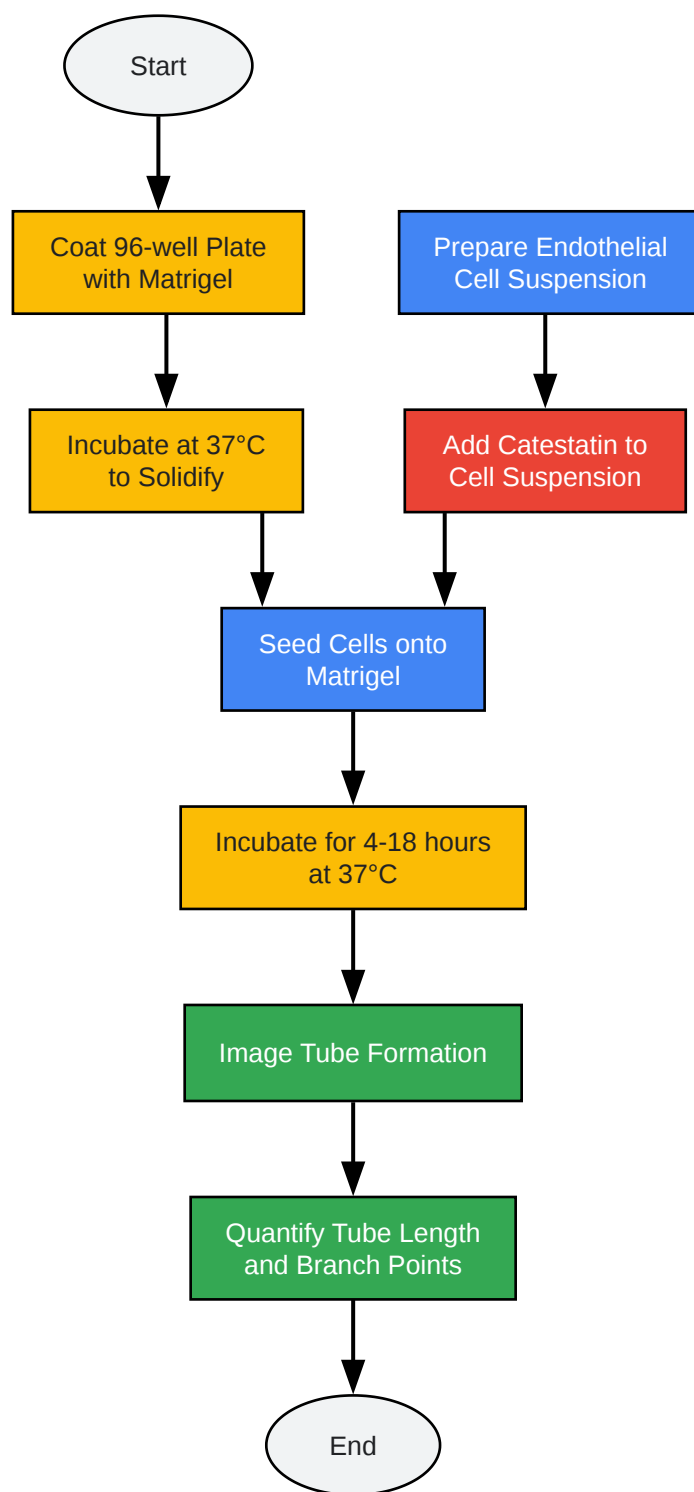 Start
Coat 96-well Plate
with Matrigel
Prepare Endothelial
Cell Suspension
Incubate at 37°C
to Solidify
Add Catestatin to
Cell Suspension
Seed Cells onto
Matrigel
Incubate for 4-18 hours
at 37°C
Image Tube Formation
Quantify Tube Length
and Branch Points
End